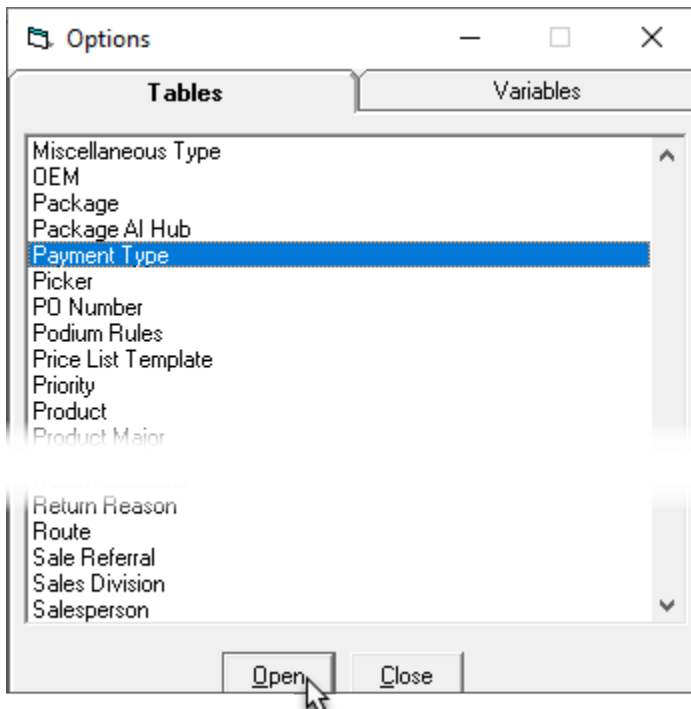 Options
Tables
Variables
Miscellaneous Type
OEM
Package
Package AI Hub
Payment Type
Picker
PO Number
Podium Rules
Price List Template
Priority
Product
Product Major
Return Reason
Route
Sale Referral
Sales Division
Salesperson
Open
Close